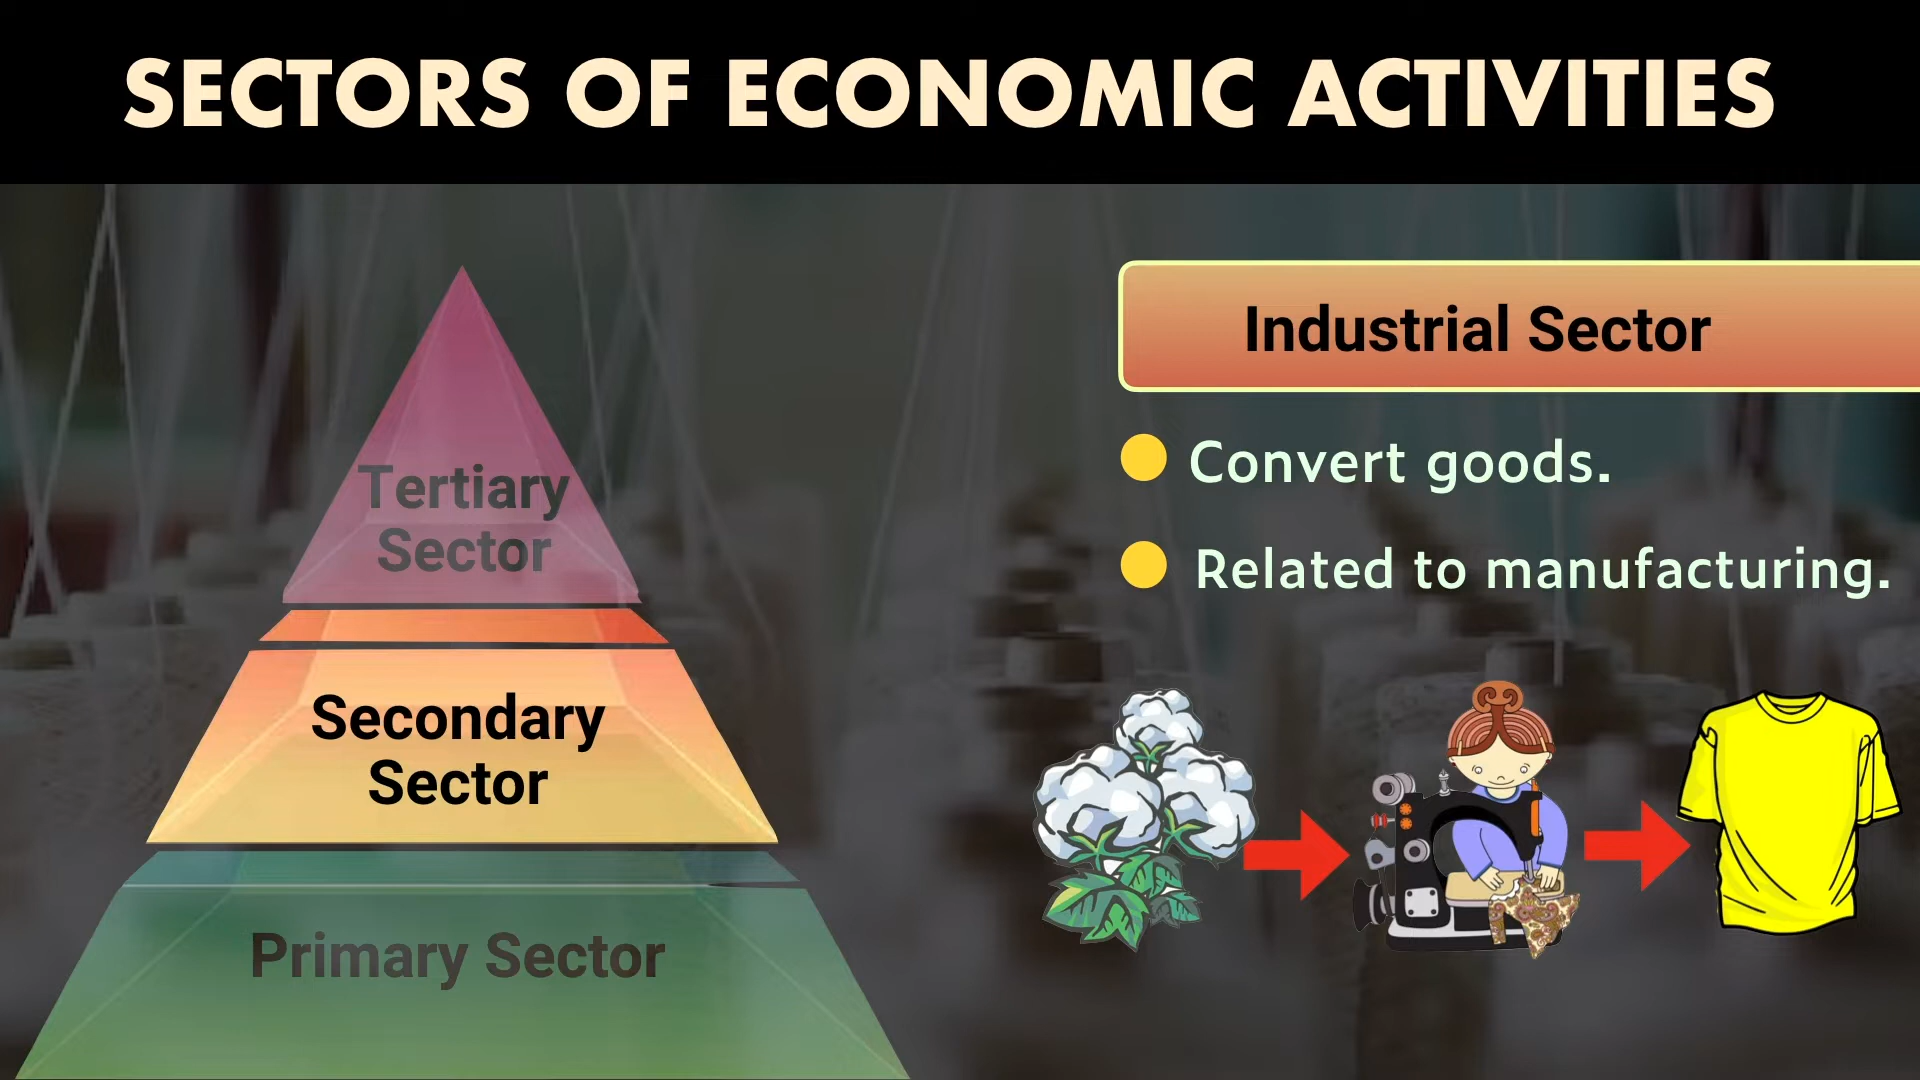 SECTORS OF ECONOMIC ACTIVITIES
Tertiary
Sector
Secondary
Sector
Primary Sector
Industrial Sector
Convert goods.
Related to manufacturing.